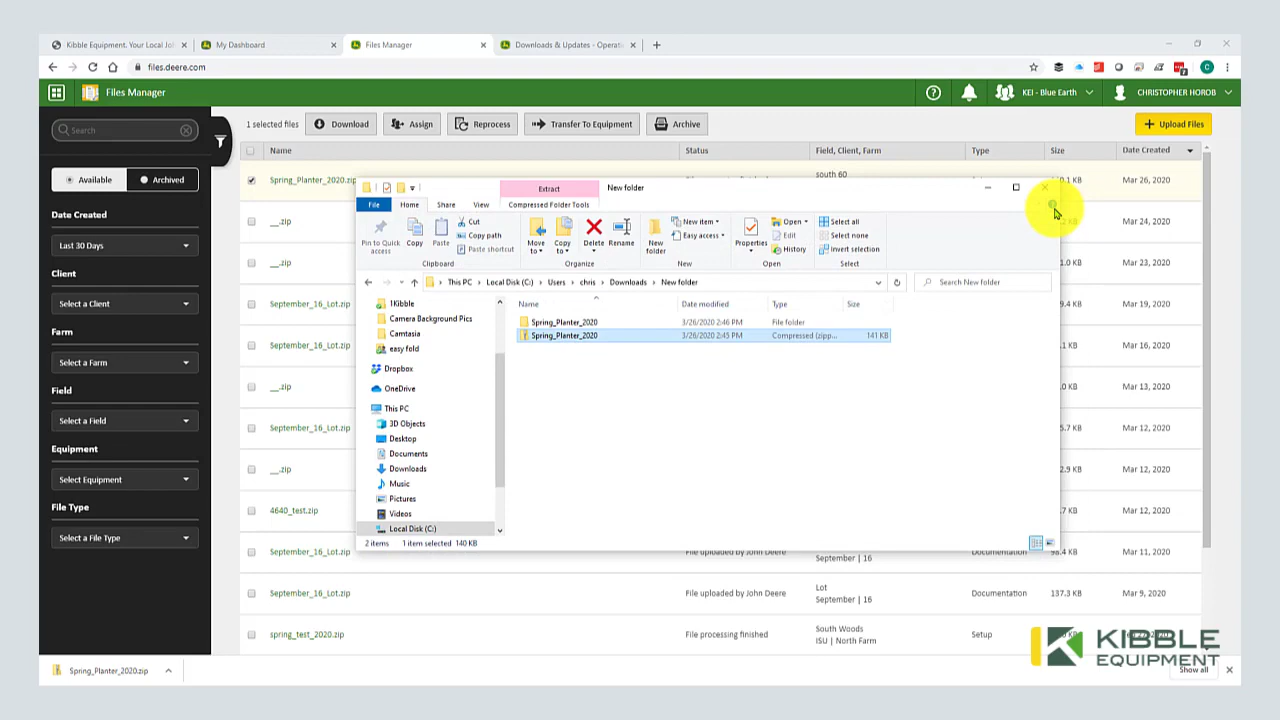 Kibble Equipment. Your Local Jo
My Dashboard
Files Manager
Downloads & Updates - Operati
files.deere.com
Files Manager
KEI - Blue Earth
CHRISTOPHER HOROB
Search
1 selected files
Download
Assign
Reprocess
Transfer To Equipment
Archive
Upload Files
Name
Status
Field, Client, Farm
Type
Size
Date Created
Available
Archived
Date Created
Last 30 Days
Client
Select a Client
Farm
Select a Farm
Field
Select a Field
Equipment
Select Equipment
File Type
Select a File Type
Spring_Planter_2020.zip
south 60
Mar 26, 2020
__.zip
Mar 24, 2020
__.zip
Mar 23, 2020
September_16_Lot.zip
Mar 19, 2020
September_16_Lot.zip
Mar 16, 2020
__.zip
Mar 13, 2020
September_16_Lot.zip
Mar 12, 2020
__.zip
Mar 12, 2020
4640_test.zip
Mar 12, 2020
September_16_Lot.zip
File uploaded by John Deere
September | 16
Documentation
Mar 11, 2020
September_16_Lot.zip
File uploaded by John Deere
Lot
September | 16
Documentation
137.3 KB
Mar 9, 2020
spring_test_2020.zip
File processing finished
South Woods
ISU | North Farm
Setup
Extract
New folder
File
Home
Share
View
Compressed Folder Tools
Pin to Quick access
Copy
Paste
Cut
Copy path
Paste shortcut
Clipboard
Move to
Copy to
Delete
Rename
Organize
New folder
New item
Easy access
New
Properties
Open
Edit
History
Open
Select all
Select none
Invert selection
Select
This PC
Local Disk (C:)
Users
chris
Downloads
New folder
Search New folder
1Kibble
Camera Background Pics
Camtasia
easy fold
Dropbox
OneDrive
This PC
3D Objects
Desktop
Documents
Downloads
Music
Pictures
Videos
Local Disk (C:)
Name
Date modified
Type
Size
Spring_Planter_2020
3/26/2020 2:46 PM
File folder
Spring_Planter_2020
3/26/2020 2:45 PM
Compressed (zipp...
141 KB
2 items
1 item selected 140 KB
Spring_Planter_2020.zip
Show all
KIBBLE
EQUIPMENT